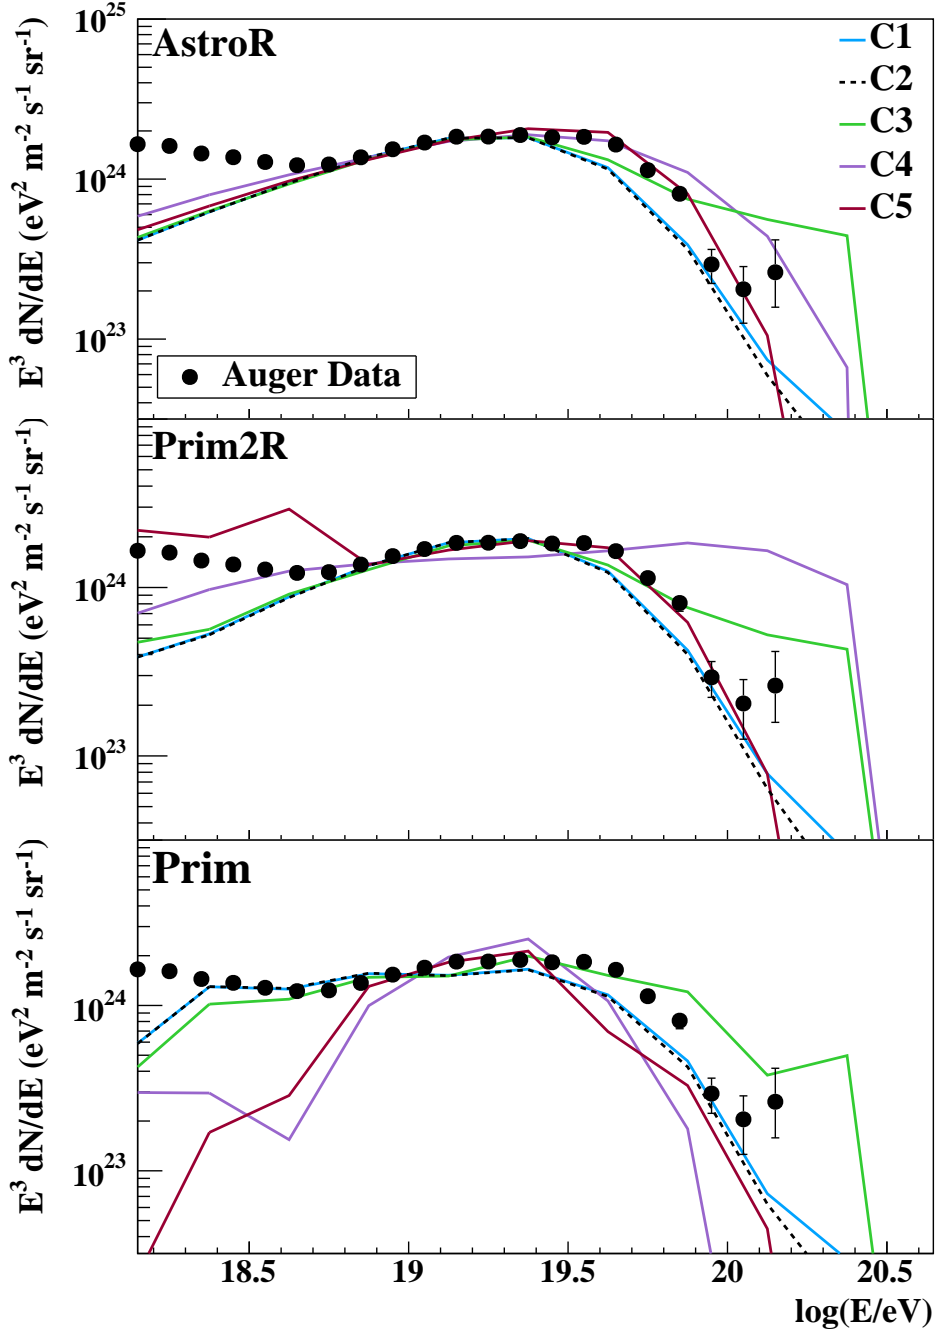 10^25
AstroR
C1
C2
C3
C4
C5
10^24
10^23
E^3 dN/dE (eV^2 m^-2 s^-1 sr^-1)
Auger Data
Prim2R
10^24
10^23
E^3 dN/dE (eV^2 m^-2 s^-1 sr^-1)
Prim
10^24
10^23
E^3 dN/dE (eV^2 m^-2 s^-1 sr^-1)
18.5 19 19.5 20 20.5
log(E/eV)